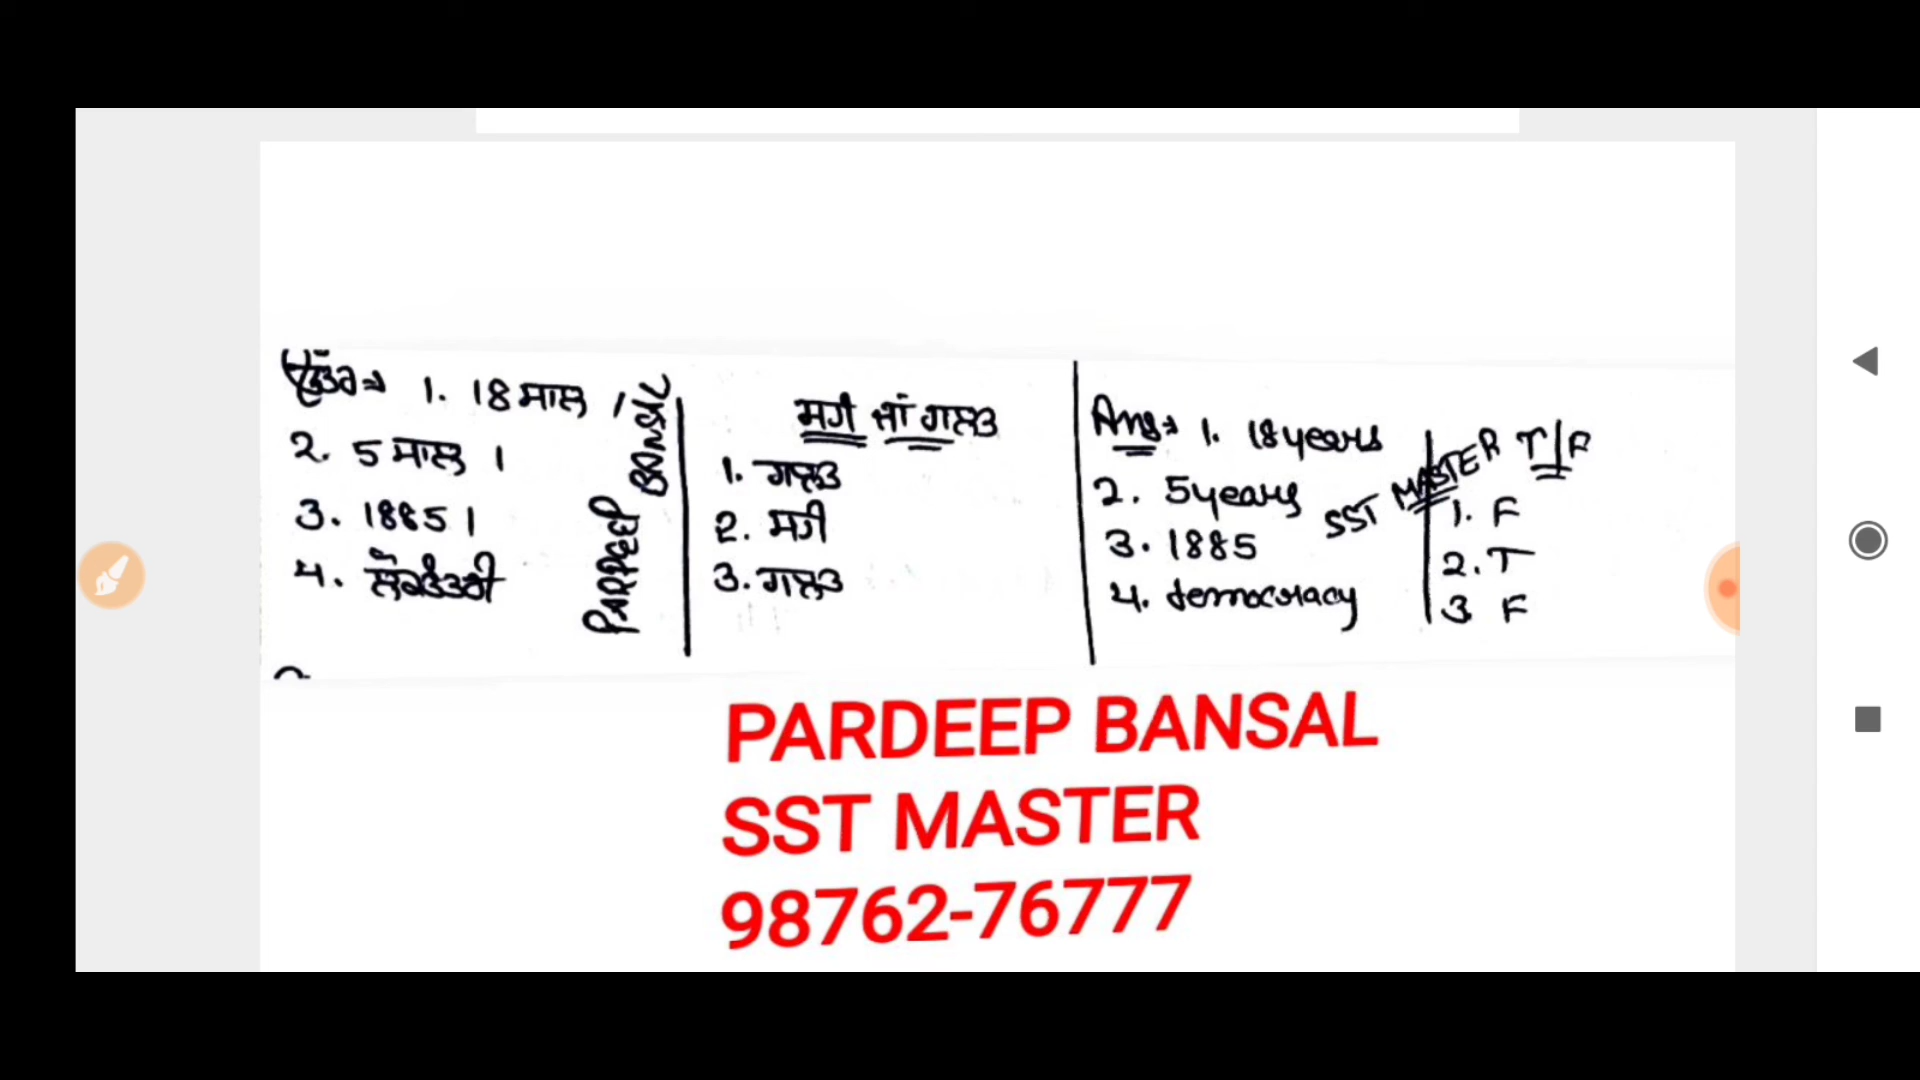 ਉੱਤਰ⇒ 1. 18 ਸਾਲ ।
2. 5 ਸਾਲ ।
3. 1885 ।
4. ਲੋਕਤੰਤਰੀ
PARDEEP BANSAL
ਸਹੀ ਜਾਂ ਗਲਤ
1. ਗਲਤ
2. ਸਹੀ
3. ਗਲਤ
Ans⇒ 1. 18 years
2. 5 years
3. 1885
4. democracy
SST MASTER
T/F
1. F
2. T
3 F
PARDEEP BANSAL
SST MASTER
98762-76777